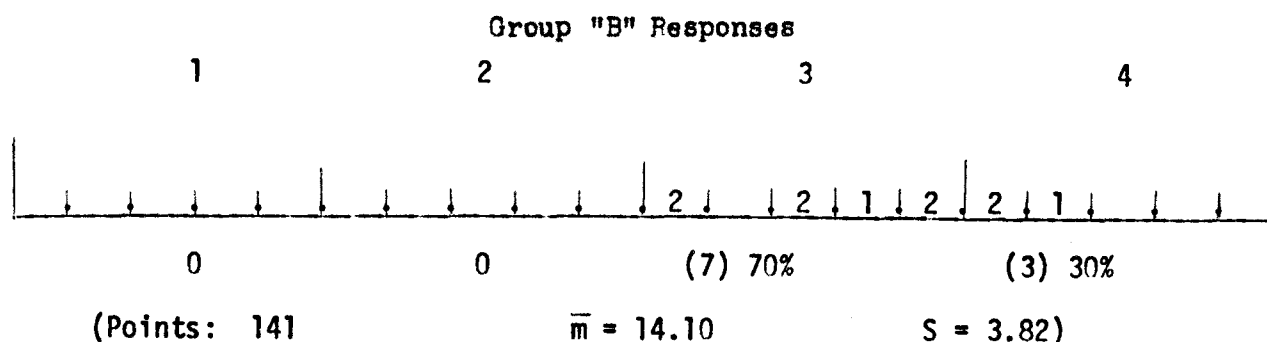 Group "B" Responses
1 2 3 4
2 2 1 2 2 1
0 0 (7) 70% (3) 30%
(Points: 141 m̅ = 14.10 S = 3.82)